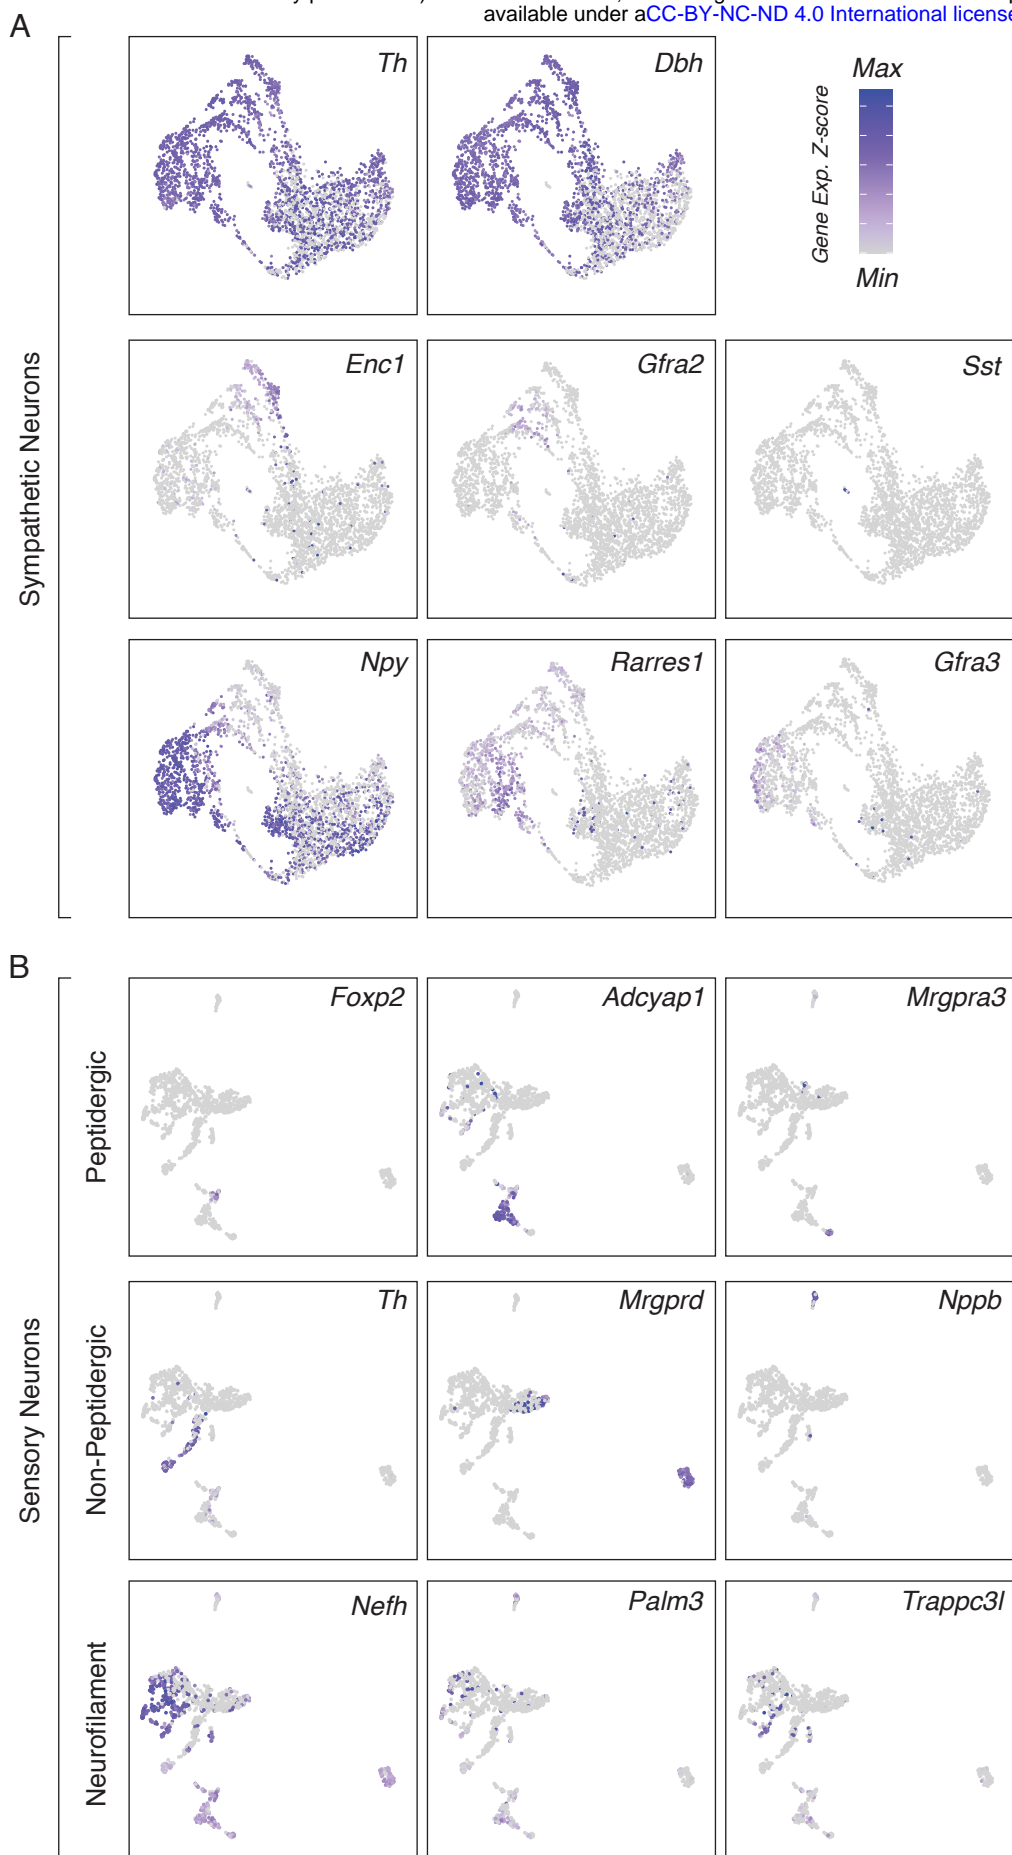 available under aCC-BY-NC-ND 4.0 International license
A
Sympathetic Neurons
Th
Dbh
Gene Exp. Z-score
Max
Min
Enc1
Gfra2
Sst
Npy
Rarres1
Gfra3
B
Sensory Neurons
Peptidergic
Foxp2
Adcyap1
Mrgpra3
Non-Peptidergic
Th
Mrgprd
Nppb
Neurofilament
Nefh
Palm3
Trappc3l